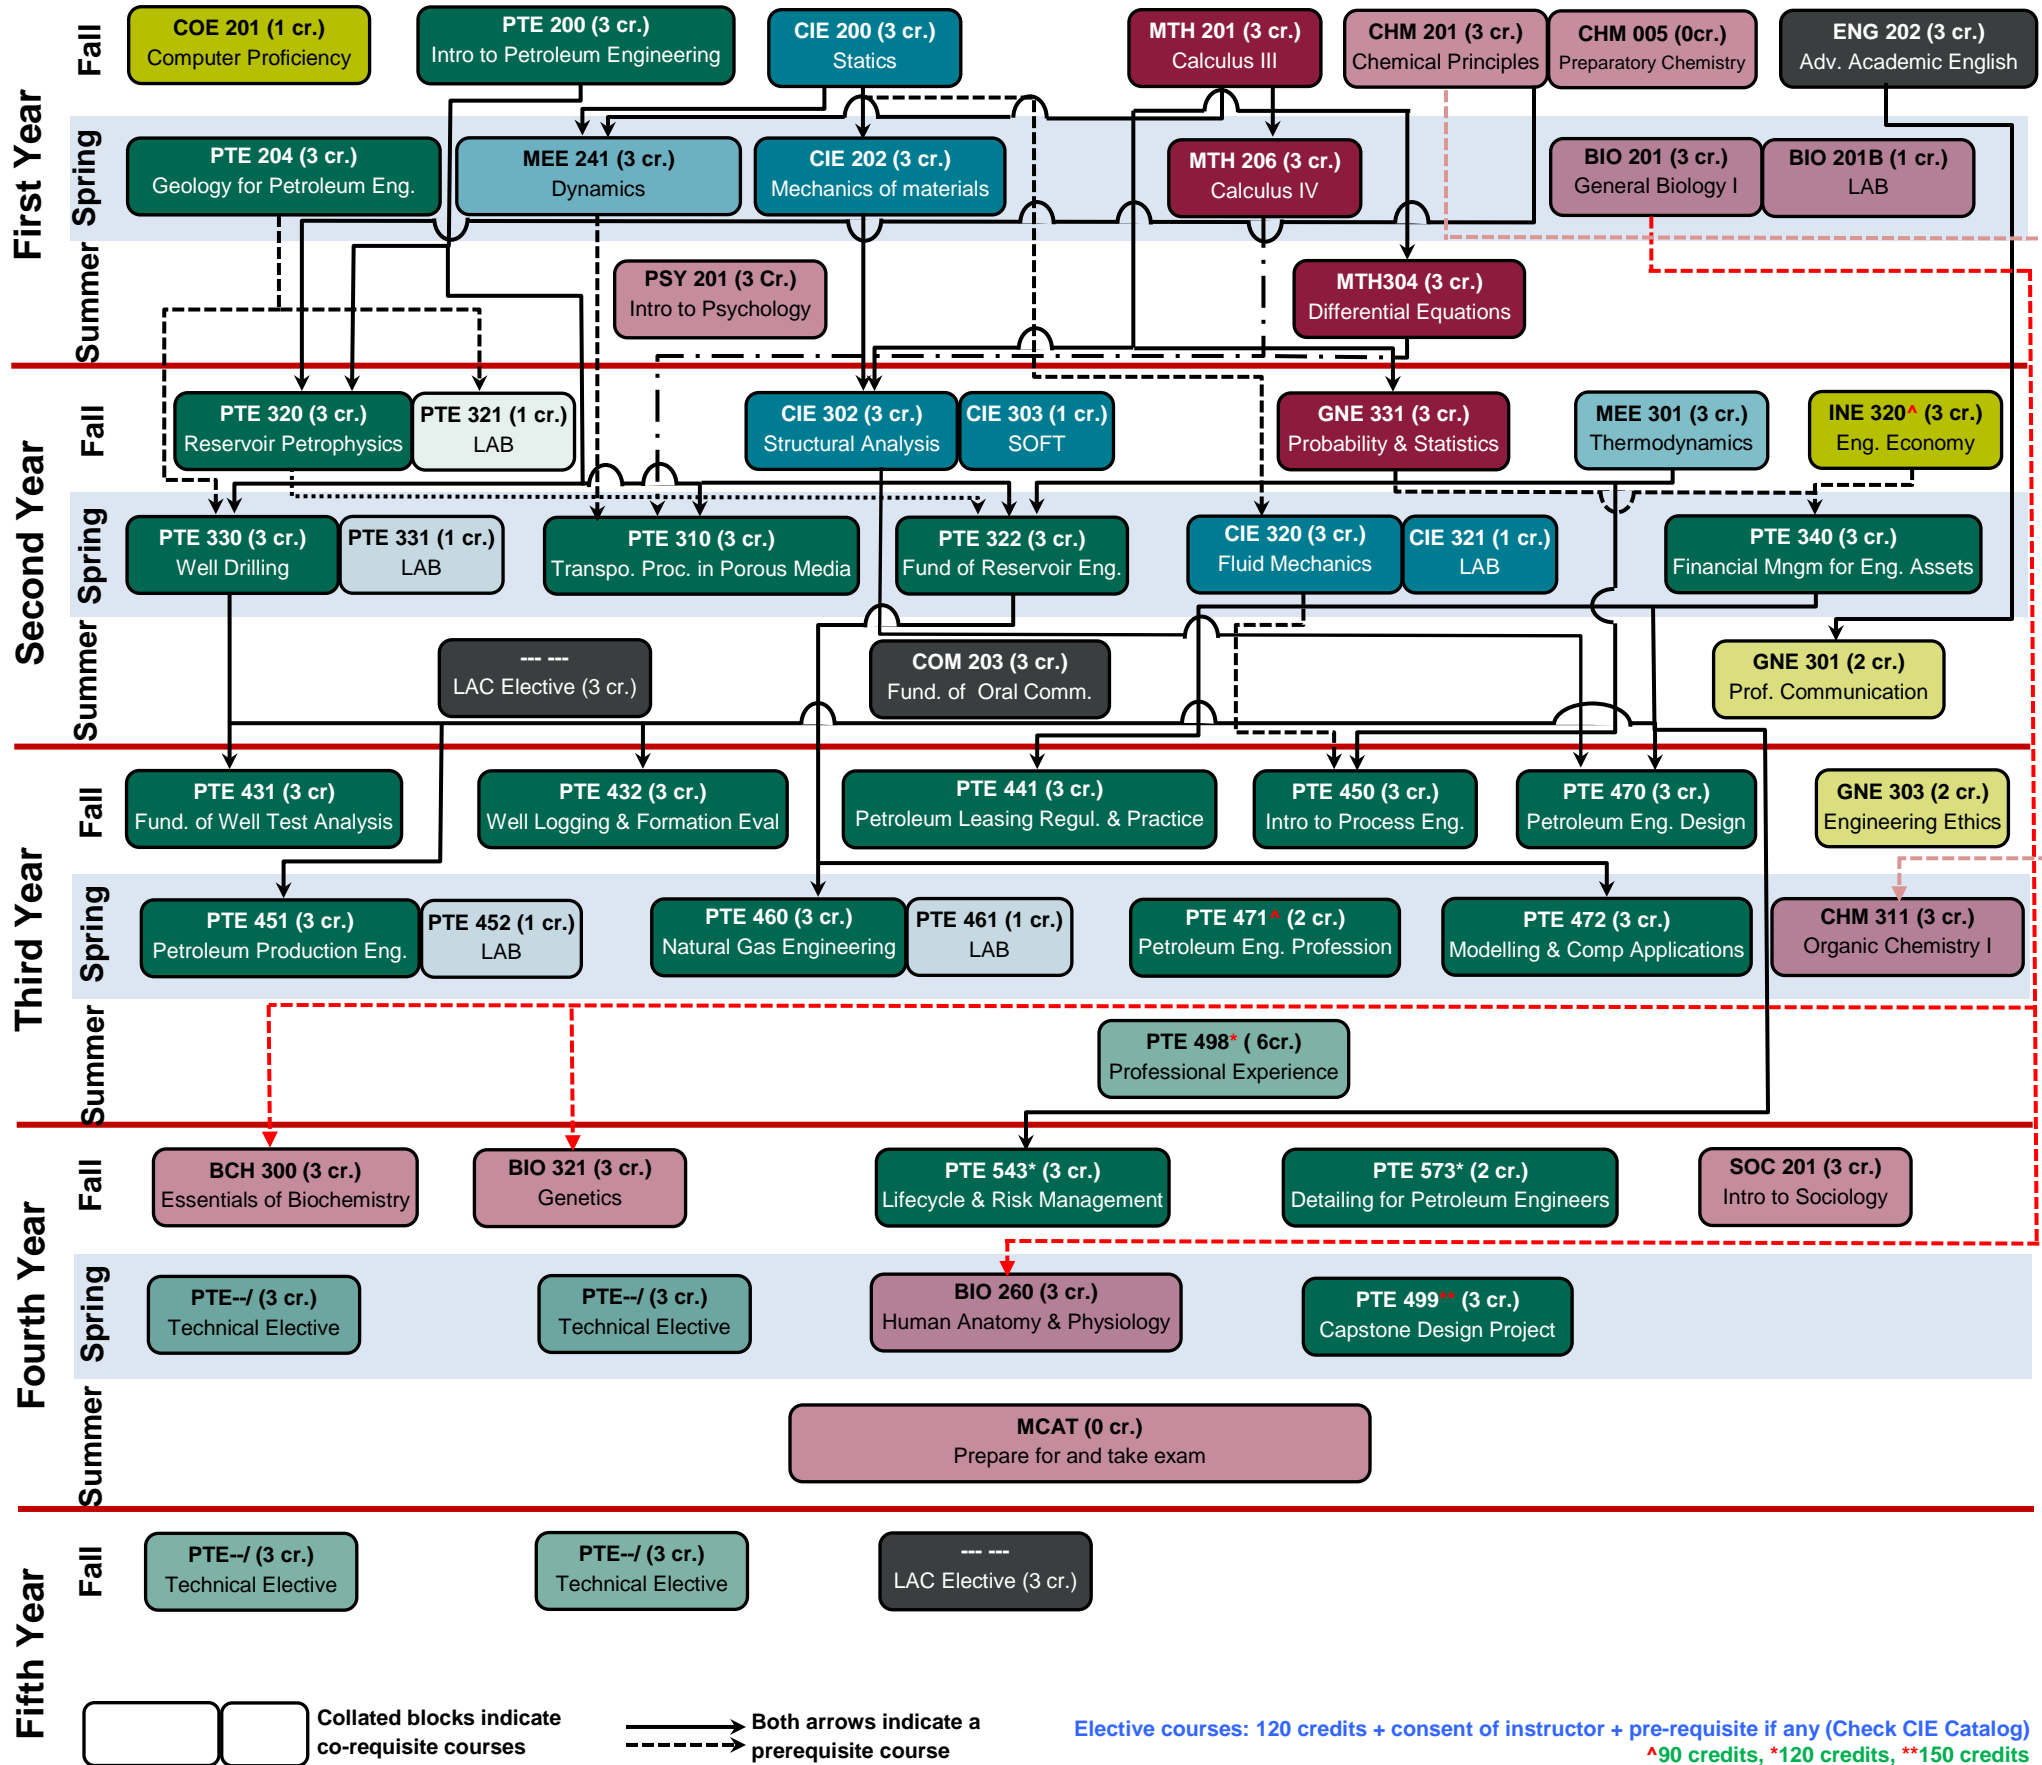 First Year
Fall
COE 201 (1 cr.)
Computer Proficiency
PTE 200 (3 cr.)
Intro to Petroleum Engineering
CIE 200 (3 cr.)
Statics
MTH 201 (3 cr.)
Calculus III
CHM 201 (3 cr.)
Chemical Principles
CHM 005 (0cr.)
Preparatory Chemistry
ENG 202 (3 cr.)
Adv. Academic English
Spring
PTE 204 (3 cr.)
Geology for Petroleum Eng.
MEE 241 (3 cr.)
Dynamics
CIE 202 (3 cr.)
Mechanics of materials
MTH 206 (3 cr.)
Calculus IV
BIO 201 (3 cr.)
General Biology I
BIO 201B (1 cr.)
LAB
Summer
PSY 201 (3 Cr.)
Intro to Psychology
MTH304 (3 cr.)
Differential Equations
Second Year
Fall
PTE 320 (3 cr.)
Reservoir Petrophysics
PTE 321 (1 cr.)
LAB
CIE 302 (3 cr.)
Structural Analysis
CIE 303 (1 cr.)
SOFT
GNE 331 (3 cr.)
Probability & Statistics
MEE 301 (3 cr.)
Thermodynamics
INE 320^ (3 cr.)
Eng. Economy
Spring
PTE 330 (3 cr.)
Well Drilling
PTE 331 (1 cr.)
LAB
PTE 310 (3 cr.)
Transpo. Proc. in Porous Media
PTE 322 (3 cr.)
Fund of Reservoir Eng.
CIE 320 (3 cr.)
Fluid Mechanics
CIE 321 (1 cr.)
LAB
PTE 340 (3 cr.)
Financial Mngm for Eng. Assets
Summer
--- ---
LAC Elective (3 cr.)
COM 203 (3 cr.)
Fund. of Oral Comm.
GNE 301 (2 cr.)
Prof. Communication
Third Year
Fall
PTE 431 (3 cr)
Fund. of Well Test Analysis
PTE 432 (3 cr.)
Well Logging & Formation Eval
PTE 441 (3 cr.)
Petroleum Leasing Regul. & Practice
PTE 450 (3 cr.)
Intro to Process Eng.
PTE 470 (3 cr.)
Petroleum Eng. Design
GNE 303 (2 cr.)
Engineering Ethics
Spring
PTE 451 (3 cr.)
Petroleum Production Eng.
PTE 452 (1 cr.)
LAB
PTE 460 (3 cr.)
Natural Gas Engineering
PTE 461 (1 cr.)
LAB
PTE 471^ (2 cr.)
Petroleum Eng. Profession
PTE 472 (3 cr.)
Modelling & Comp Applications
CHM 311 (3 cr.)
Organic Chemistry I
Summer
PTE 498* ( 6cr.)
Professional Experience
Fourth Year
Fall
BCH 300 (3 cr.)
Essentials of Biochemistry
BIO 321 (3 cr.)
Genetics
PTE 543* (3 cr.)
Lifecycle & Risk Management
PTE 573* (2 cr.)
Detailing for Petroleum Engineers
SOC 201 (3 cr.)
Intro to Sociology
Spring
PTE--/ (3 cr.)
Technical Elective
PTE--/ (3 cr.)
Technical Elective
BIO 260 (3 cr.)
Human Anatomy & Physiology
PTE 499** (3 cr.)
Capstone Design Project
Summer
MCAT (0 cr.)
Prepare for and take exam
Fifth Year
Fall
PTE--/ (3 cr.)
Technical Elective
PTE--/ (3 cr.)
Technical Elective
--- ---
LAC Elective (3 cr.)
Collated blocks indicate
co-requisite courses
Both arrows indicate a
prerequisite course
Elective courses: 120 credits + consent of instructor + pre-requisite if any (Check CIE Catalog)
^90 credits, *120 credits, **150 credits